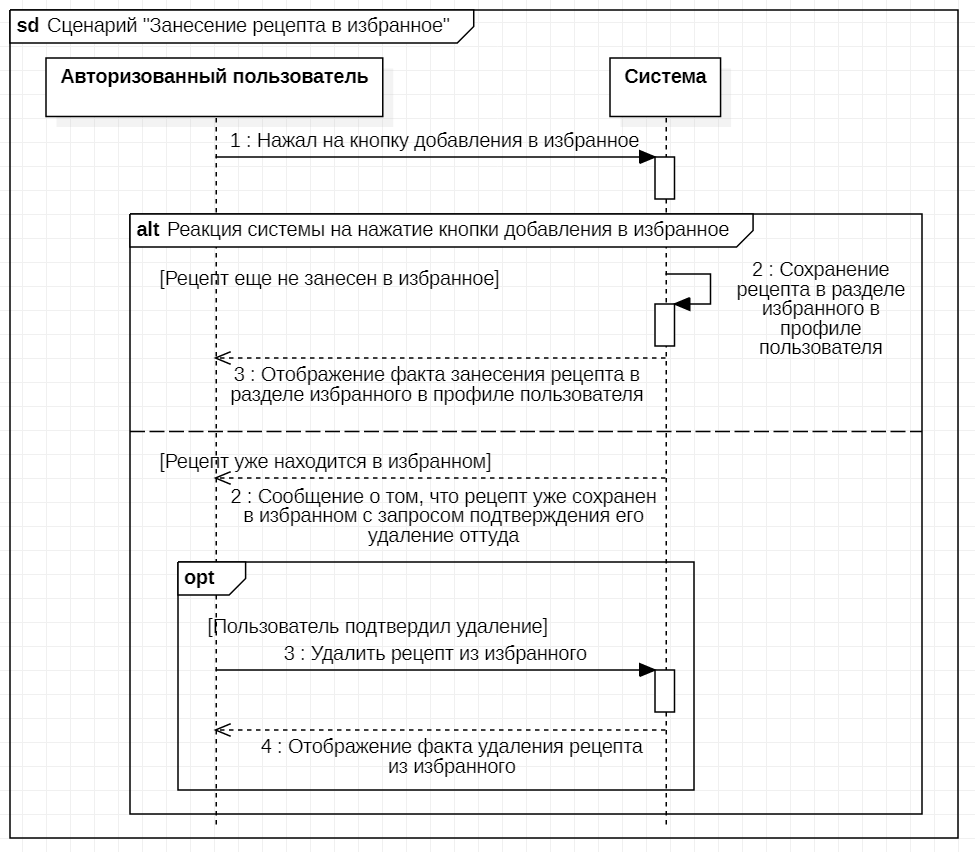 sd Сценарий "Занесение рецепта в избранное"
Авторизованный пользователь
Система
1 : Нажал на кнопку добавления в избранное
alt Реакция системы на нажатие кнопки добавления в избранное
[Рецепт еще не занесен в избранное]
2 : Сохранение
рецепта в разделе
избранного в
профиле
пользователя
3 : Отображение факта занесения рецепта в
разделе избранного в профиле пользователя
[Рецепт уже находится в избранном]
2 : Сообщение о том, что рецепт уже сохранен
в избранном с запросом подтверждения его
удаление оттуда
opt
[Пользователь подтвердил удаление]
3 : Удалить рецепт из избранного
4 : Отображение факта удаления рецепта
из избранного